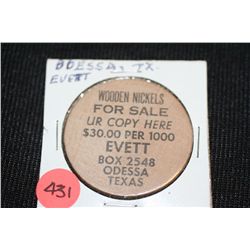 ODESSA, TX.
EVETT
WOODEN NICKELS
FOR SALE
UR COPY HERE
$30.00 PER 1000
EVETT
BOX 2548
ODESSA
TEXAS
431